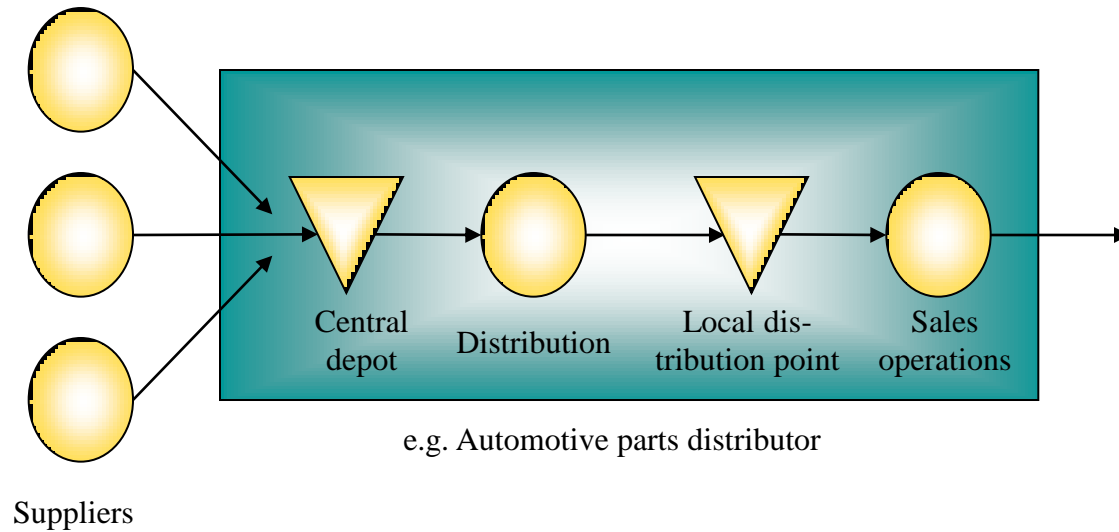 Central
depot
Distribution
Local dis-
tribution point
Sales
operations
e.g. Automotive parts distributor
Suppliers